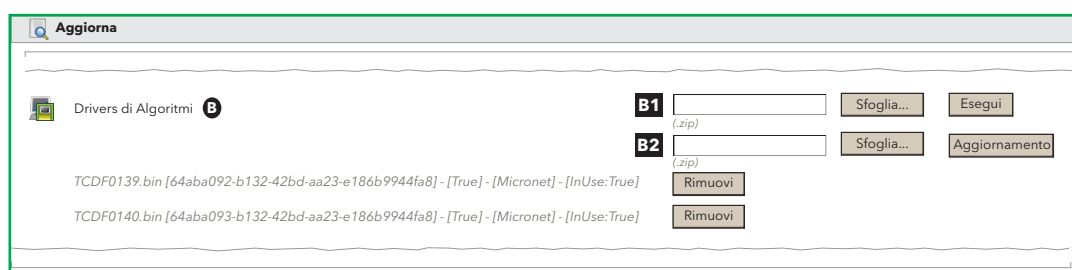 Aggiorna
Drivers di Algoritmi B B1 Sfoglia... Esegui
(.zip)
B2 Sfoglia... Aggiornamento
(.zip)
TCDF0139.bin [64aba092-b132-42bd-aa23-e186b9944fa8] - [True] - [Micronet] - [InUse:True] Rimuovi
TCDF0140.bin [64aba093-b132-42bd-aa23-e186b9944fa8] - [True] - [Micronet] - [InUse:True] Rimuovi